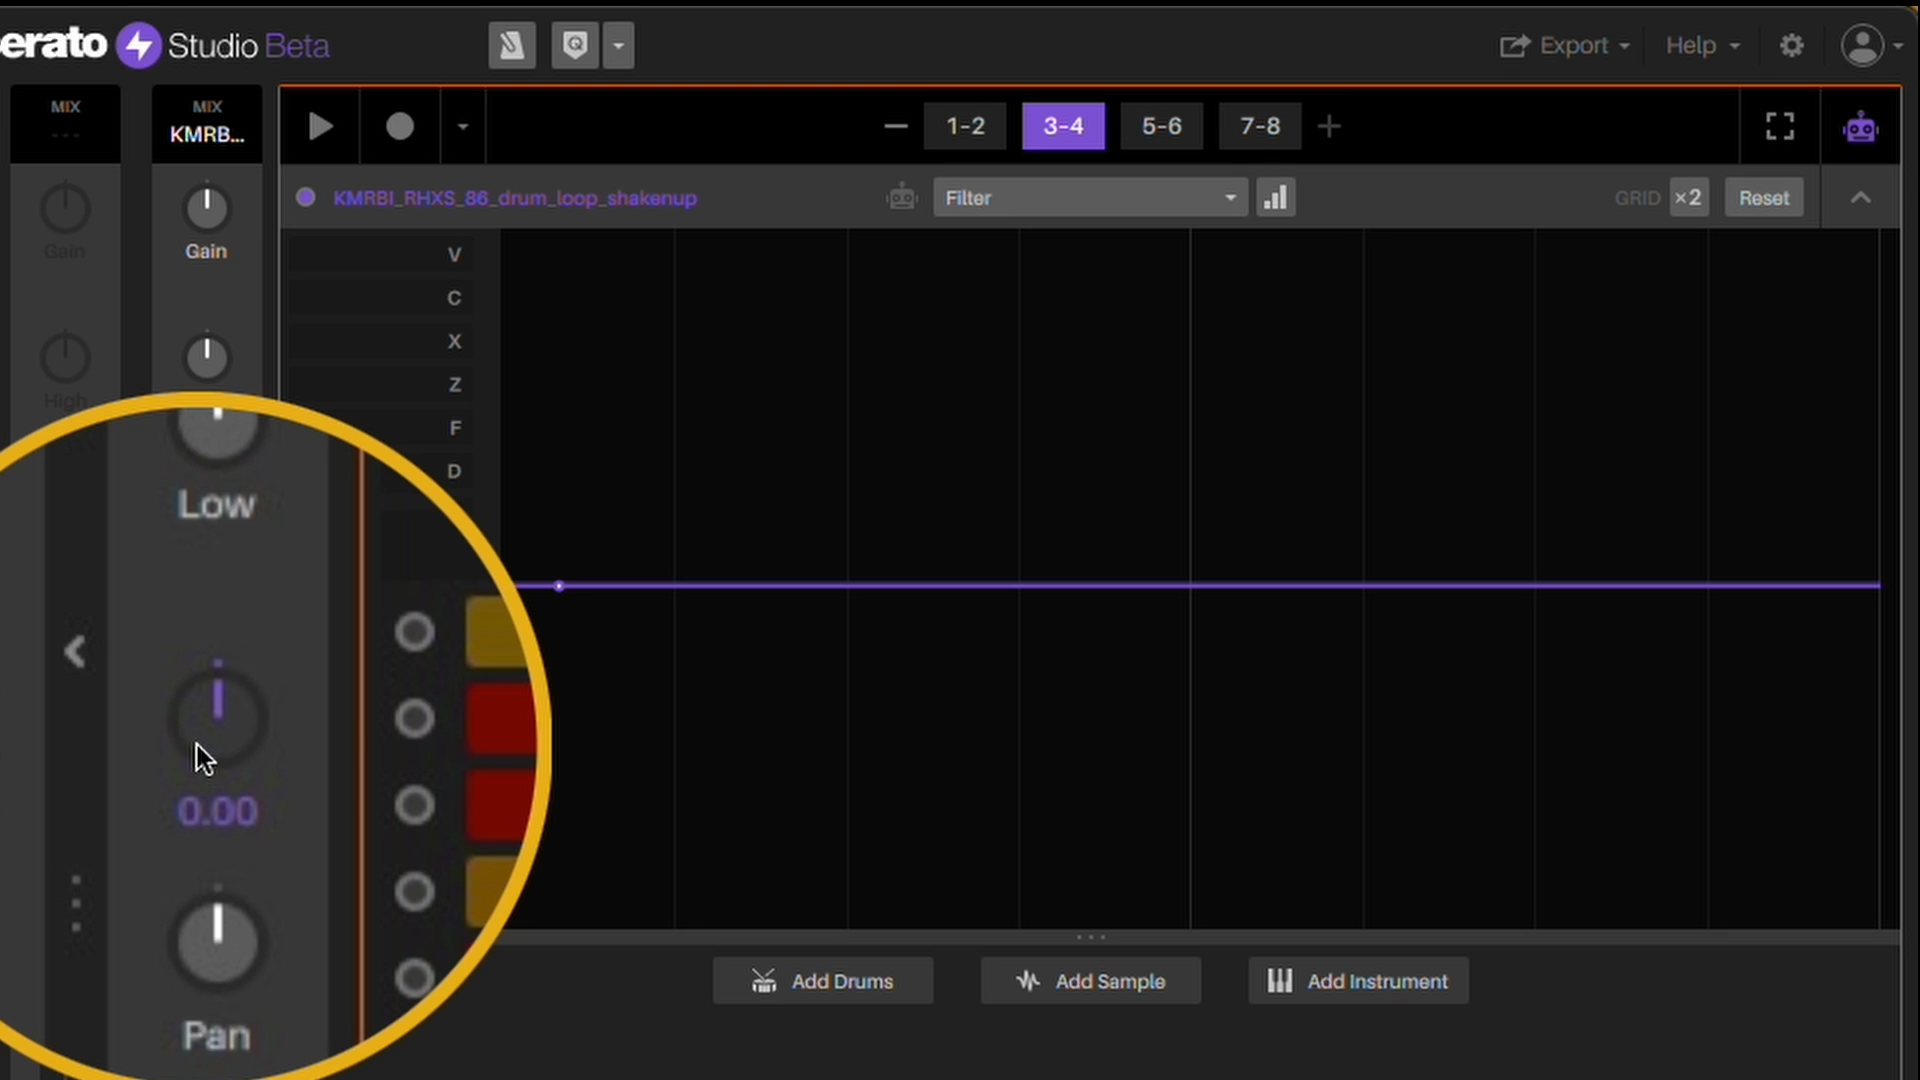 erato Studio Beta
Export
Help
MIX
---
MIX
KMRB...
1-2
3-4
5-6
7-8
KMRBI_RHXS_86_drum_loop_shakenup
Filter
GRID
×2
Reset
Gain
Gain
High
V
C
X
Z
F
D
Low
0.00
Pan
Add Drums
Add Sample
Add Instrument